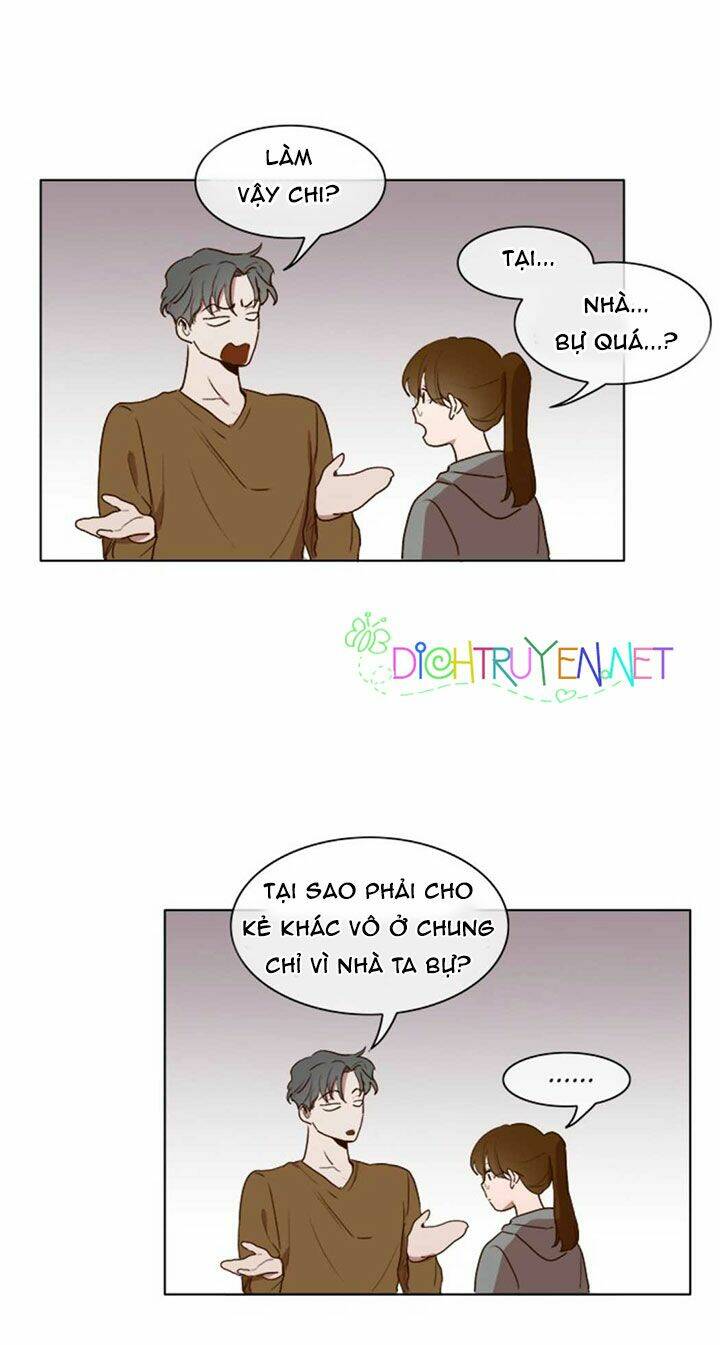 LÀM
VẬY CHI?
TẠI...
NHÀ...
BỰ QUÁ...?
DICHTRUYEN.NET
TẠI SAO PHẢI CHO
KẺ KHÁC VÔ Ở CHUNG
CHỈ VÌ NHÀ TA BỰ?
......